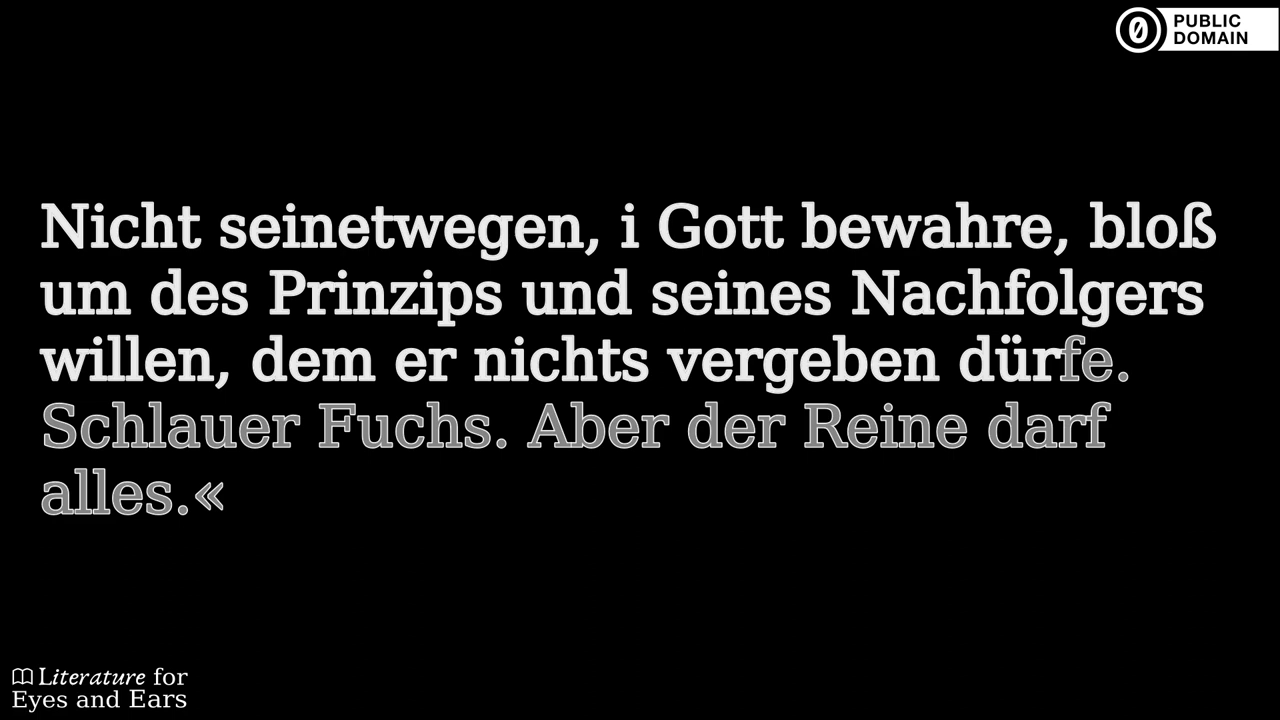 PUBLIC
DOMAIN
Nicht seinetwegen, i Gott bewahre, bloß
um des Prinzips und seines Nachfolgers
willen, dem er nichts vergeben dürfe.
Schlauer Fuchs. Aber der Reine darf
alles.«
Literature for
Eyes and Ears